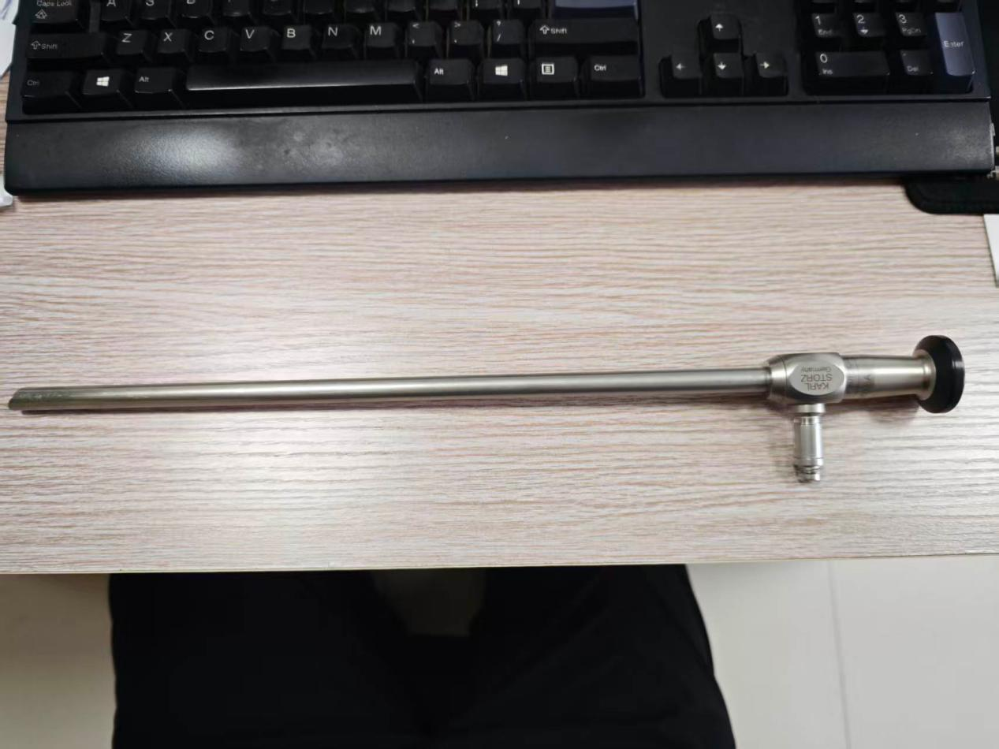 Caps Lock A S
Shift Z X C V B N M < , > . ? / Shift
Ctrl Alt Alt Ctrl
1 End 2 3 PgDn Enter
0 Ins Del
KARL
STORZ
Germany